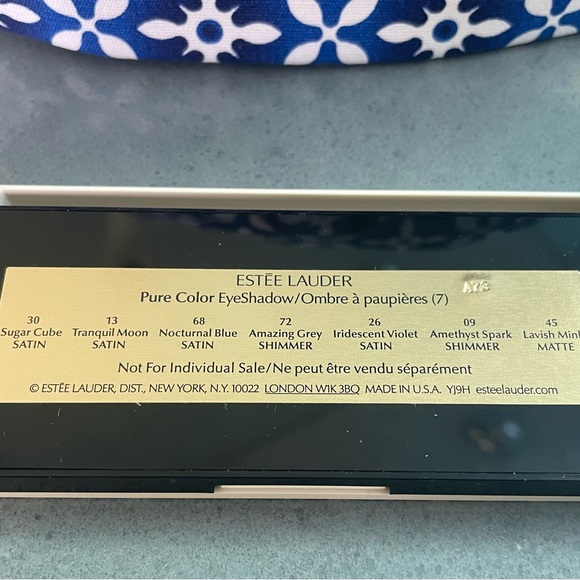 ESTĒE LAUDER
Pure Color EyeShadow/Ombre à paupières (7)
30 13 68 72 26 09 45
Sugar Cube Tranquil Moon Nocturnal Blue Amazing Grey Iridescent Violet Amethyst Spark Lavish Mink
SATIN SATIN SATIN SHIMMER SATIN SHIMMER MATTE
Not For Individual Sale/Ne peut être vendu séparément
© ESTĒE LAUDER, DIST., NEW YORK, N.Y. 10022 LONDON W1K 3BQ MADE IN U.S.A. YJ9H esteelauder.com